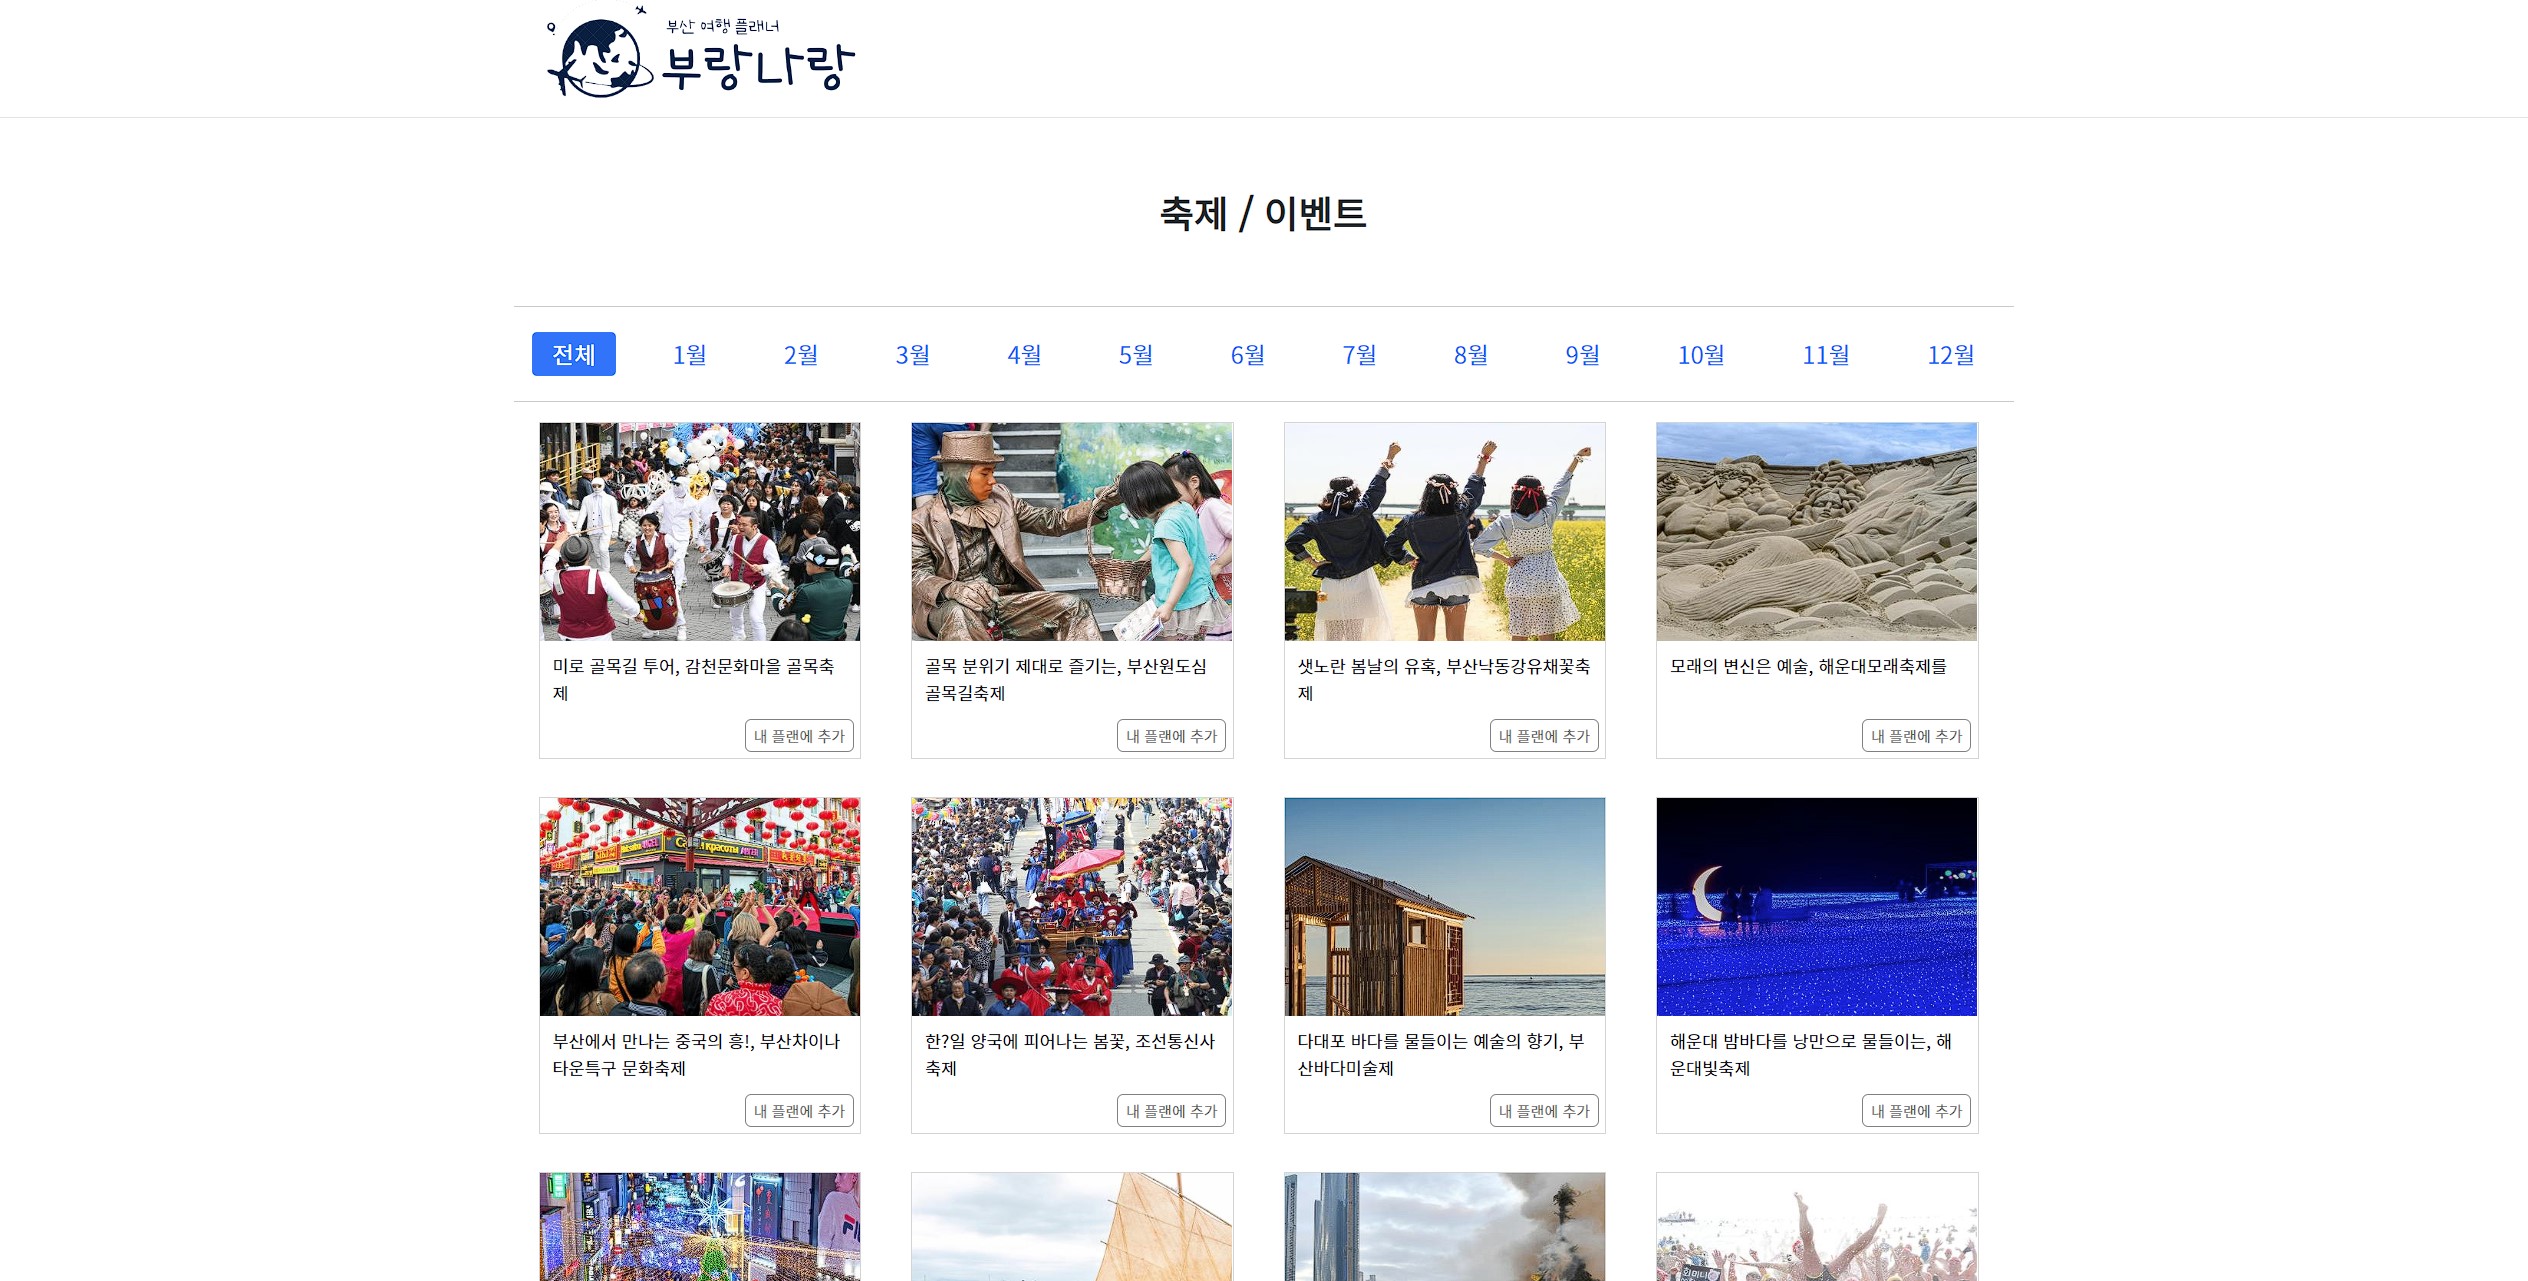 부산 여행 플래너
부랑나랑
축제 / 이벤트
전체 1월 2월 3월 4월 5월 6월 7월 8월 9월 10월 11월 12월
미로 골목길 투어, 감천문화마을 골목축
제
내 플랜에 추가
골목 분위기 제대로 즐기는, 부산원도심
골목길축제
내 플랜에 추가
샛노란 봄날의 유혹, 부산낙동강유채꽃축
제
내 플랜에 추가
모래의 변신은 예술, 해운대모래축제를
내 플랜에 추가
부산에서 만나는 중국의 흥!, 부산차이나
타운특구 문화축제
내 플랜에 추가
한?일 양국에 피어나는 봄꽃, 조선통신사
축제
내 플랜에 추가
다대포 바다를 물들이는 예술의 향기, 부
산바다미술제
내 플랜에 추가
해운대 밤바다를 낭만으로 물들이는, 해
운대빛축제
내 플랜에 추가